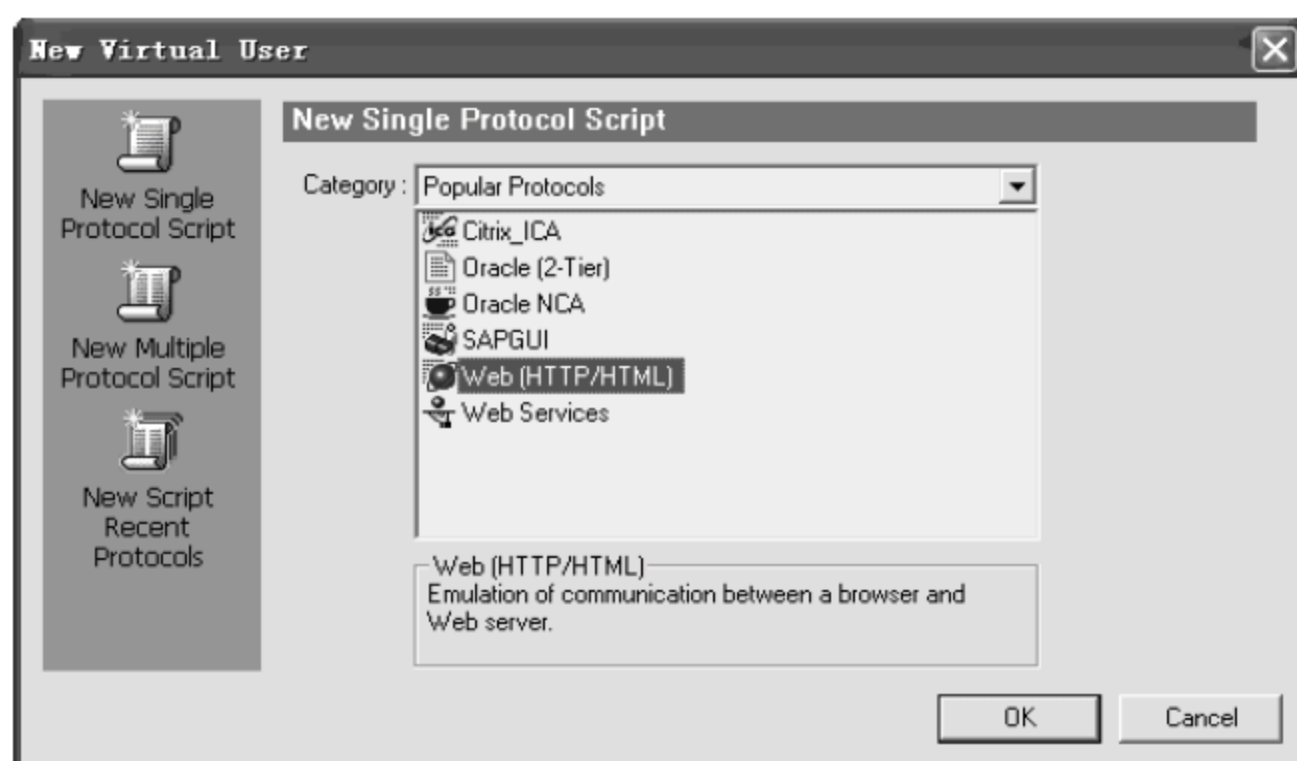 New Virtual User
New Single
Protocol Script
New Multiple
Protocol Script
New Script
Recent
Protocols
New Single Protocol Script
Category :
Popular Protocols
Citrix_ICA
Oracle (2-Tier)
Oracle NCA
SAPGUI
Web (HTTP/HTML)
Web Services
Web (HTTP/HTML)
Emulation of communication between a browser and
Web server.
OK
Cancel